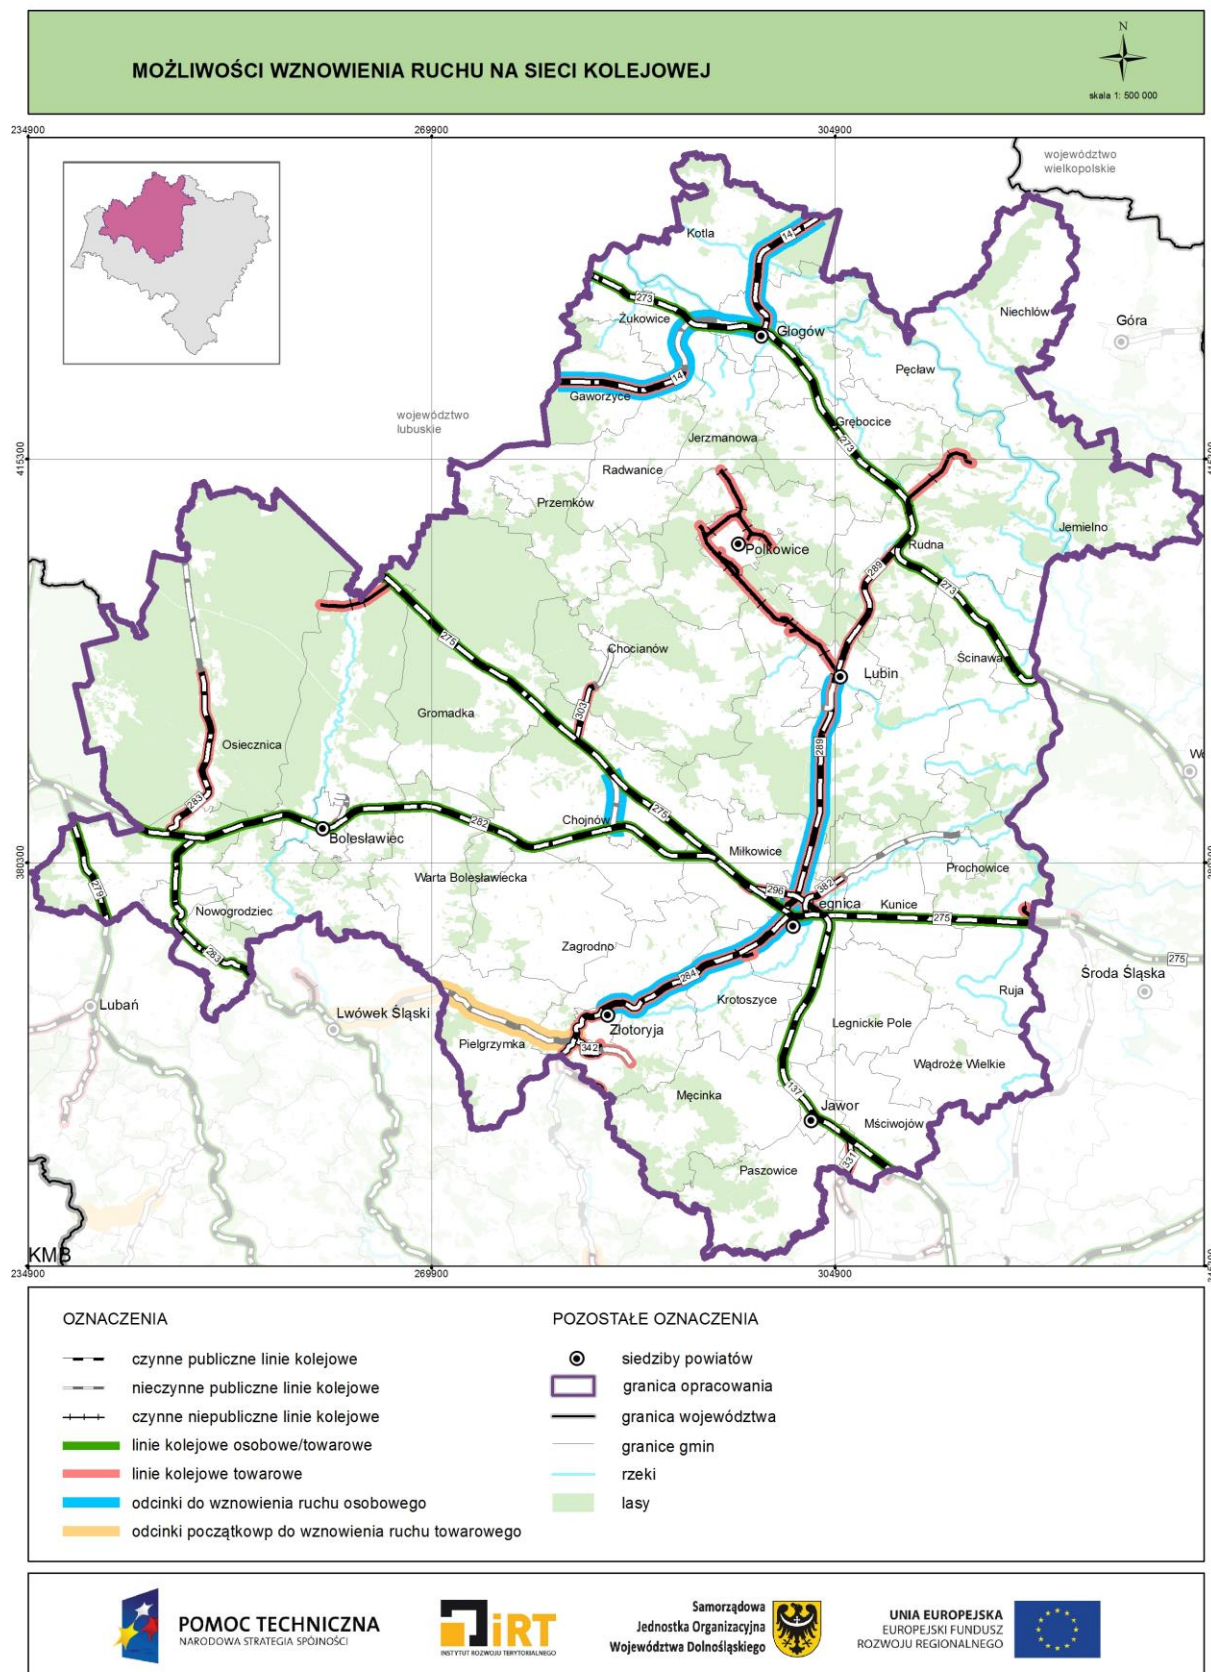 MOŻLIWOŚCI WZNOWIENIA RUCHU NA SIECI KOLEJOWEJ
N
skala 1: 500 000
234900
269900
304900
województwo
wielkopolskie
Kotla
14
273
Żukowice
Głogów
Niechlów
Góra
Pęcław
14
Gaworzyce
województwo
lubuskie
Grębocice
273
Jerzmanowa
415300
Radwanice
Przemków
Jemielno
Polkowice
Rudna
289
273
275
Chocianów
Ścinawa
Lubin
303
Gromadka
Osiecznica
289
283
275
Bolesławiec
282
Chojnów
Miłkowice
380300
Prochowice
279
Warta Bolesławiecka
296
382
Legnica
Kunice
275
Nowogrodziec
283
Zagrodno
275
284
Środa Śląska
Lubań
Krotoszyce
Ruja
Lwówek Śląski
Złotoryja
Legnickie Pole
Pielgrzymka
342
Wądroże Wielkie
137
Męcinka
Jawor
Mściwojów
331
Paszowice
KMB
234900
269900
304900
OZNACZENIA
czynne publiczne linie kolejowe
nieczynne publiczne linie kolejowe
czynne niepubliczne linie kolejowe
linie kolejowe osobowe/towarowe
linie kolejowe towarowe
odcinki do wznowienia ruchu osobowego
odcinki początkowp do wznowienia ruchu towarowego
POZOSTAŁE OZNACZENIA
siedziby powiatów
granica opracowania
granica województwa
granice gmin
rzeki
lasy
POMOC TECHNICZNA
NARODOWA STRATEGIA SPÓJNOŚCI
iRT
INSTYTUT ROZWOJU TERYTORIALNEGO
Samorządowa
Jednostka Organizacyjna
Województwa Dolnośląskiego
UNIA EUROPEJSKA
EUROPEJSKI FUNDUSZ
ROZWOJU REGIONALNEGO